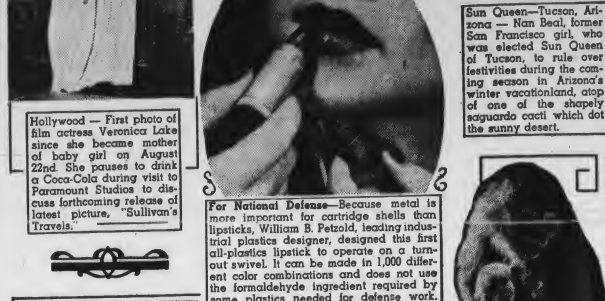 Hollywood — First photo of
film actress Veronica Lake
since she became mother
of baby girl on August
22nd. She pauses to drink
a Coca-Cola during visit to
Paramount Studios to dis-
cuss forthcoming release of
latest picture, "Sullivan's
Travels."
For National Defense—Because metal is
more important for cartridge shells than
lipsticks, William B. Petzold, leading indus-
trial plastics designer, designed this first
all-plastics lipstick to operate on a turn-
out swivel. It can be made in 1,000 differ-
ent color combinations and does not use
the formaldehyde ingredient required by
some plastics needed for defense work.
Sun Queen—Tucson, Ari-
zona — Nan Beal, former
San Francisco girl, who
was elected Sun Queen
of Tucson, to rule over
festivities during the com-
ing season in Arizona's
winter vacationland, atop
of one of the shapely
saguardo cacti which dot
the sunny desert.